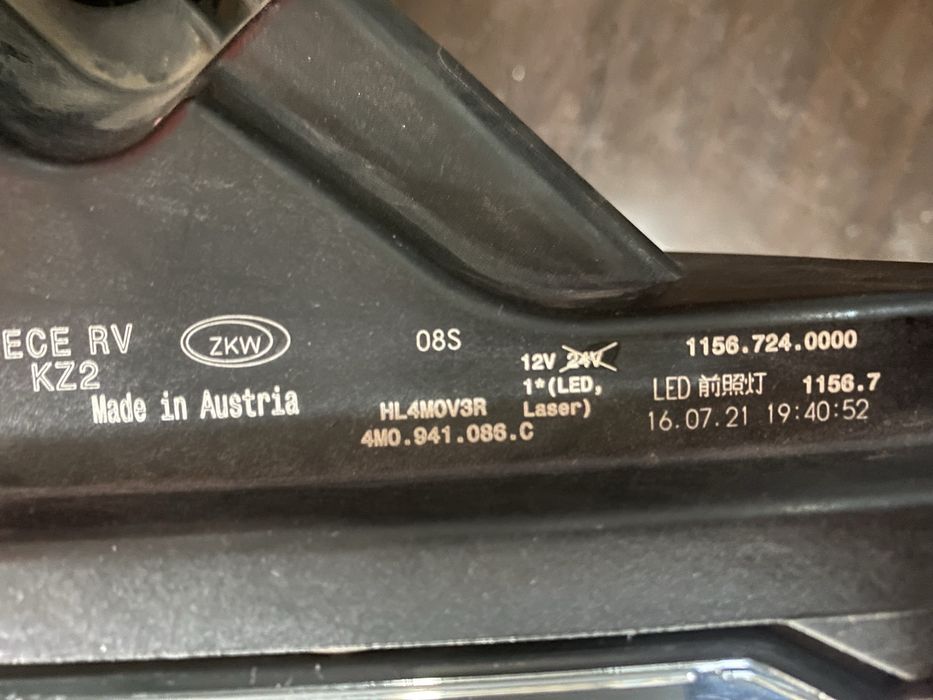 ECE RV
KZ2
ZKW
Made in Austria
08S
12V 24V
1*(LED,
Laser)
HL4M0V3R
4M0.941.086.C
1156.724.0000
LED 前照灯 1156.7
16.07.21 19:40:52